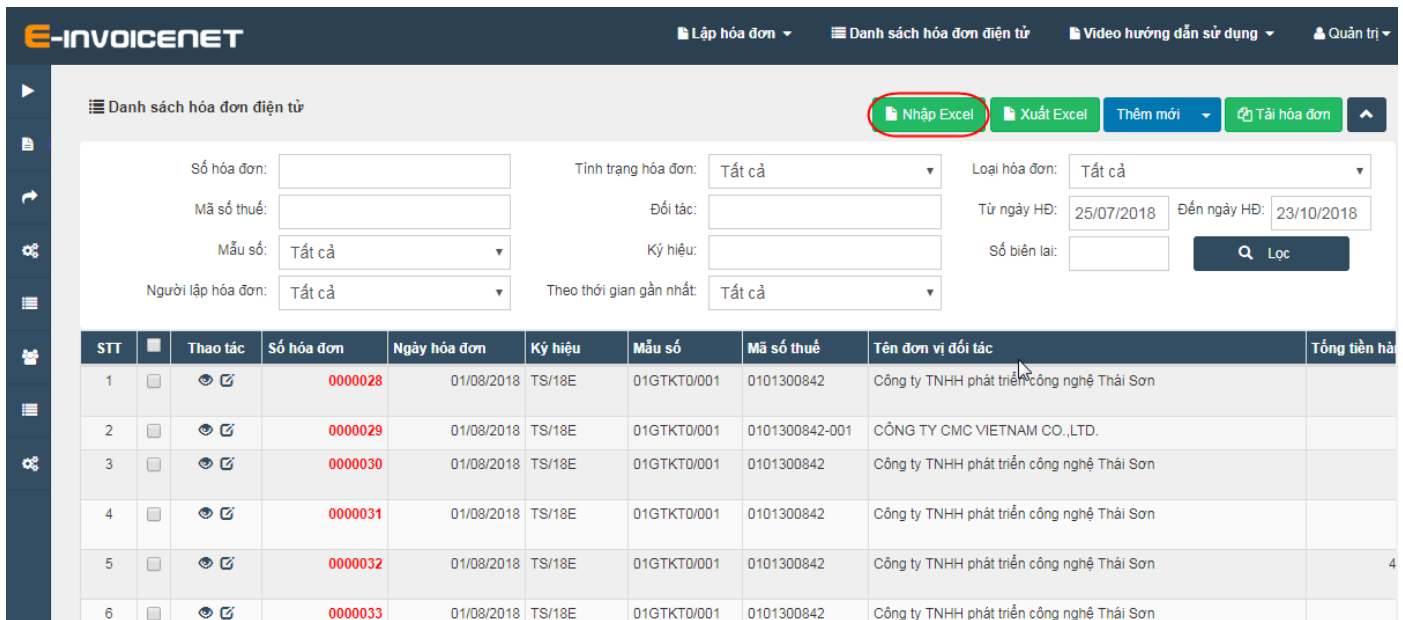 E-INVOICENET
Lập hóa đơn Danh sách hóa đơn điện tử Video hướng dẫn sử dụng Quản trị
Danh sách hóa đơn điện tử
Nhập Excel Xuất Excel Thêm mới Tải hóa đơn
Số hóa đơn: Tình trạng hóa đơn: Tất cả Loại hóa đơn: Tất cả
Mã số thuế: Đối tác: Từ ngày HĐ: 25/07/2018 Đến ngày HĐ: 23/10/2018
Mẫu số: Tất cả Ký hiệu: Số biên lai: Lọc
Người lập hóa đơn: Tất cả Theo thới gian gần nhất: Tất cả
STT Thao tác Số hóa đơn Ngày hóa đơn Ký hiệu Mẫu số Mã số thuế Tên đơn vị đối tác Tổng tiền hà
1 0000028 01/08/2018 TS/18E 01GTKT0/001 0101300842 Công ty TNHH phát triển công nghệ Thái Sơn
2 0000029 01/08/2018 TS/18E 01GTKT0/001 0101300842-001 CÔNG TY CMC VIETNAM CO.,LTD.
3 0000030 01/08/2018 TS/18E 01GTKT0/001 0101300842 Công ty TNHH phát triển công nghệ Thái Sơn
4 0000031 01/08/2018 TS/18E 01GTKT0/001 0101300842 Công ty TNHH phát triển công nghệ Thái Sơn
5 0000032 01/08/2018 TS/18E 01GTKT0/001 0101300842 Công ty TNHH phát triển công nghệ Thái Sơn 4
6 0000033 01/08/2018 TS/18E 01GTKT0/001 0101300842 Công ty TNHH phát triển công nghệ Thái Sơn